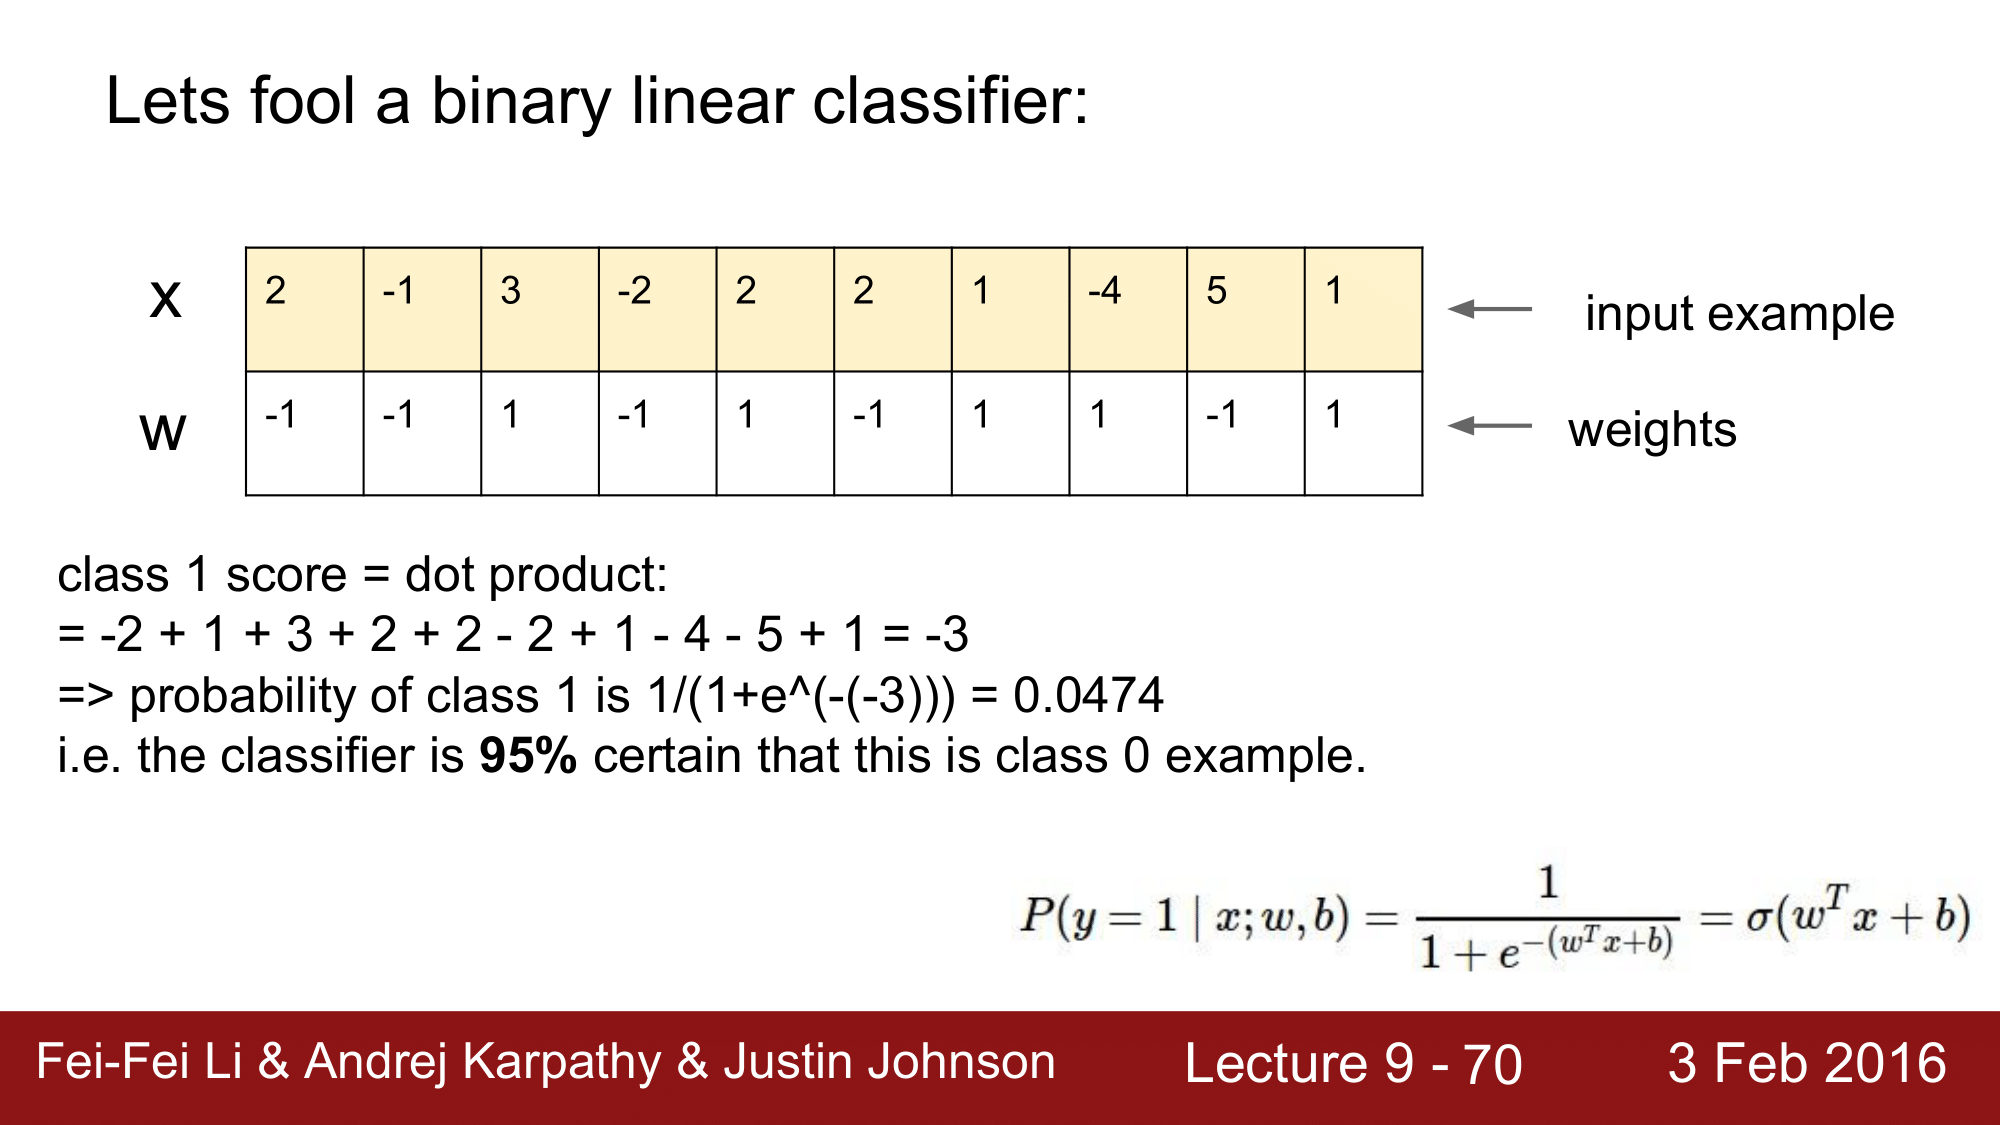 Lets fool a binary linear classifier:
x 2 -1 3 -2 2 2 1 -4 5 1 input example
w -1 -1 1 -1 1 -1 1 1 -1 1 weights
class 1 score = dot product:
= -2 + 1 + 3 + 2 + 2 - 2 + 1 - 4 - 5 + 1 = -3
=> probability of class 1 is 1/(1+e^(-(-3))) = 0.0474
i.e. the classifier is 95% certain that this is class 0 example.
P(y = 1 | x; w, b) = 1 / (1 + e^{-(w^T x+b)}) = σ(w^T x + b)
Fei-Fei Li & Andrej Karpathy & Justin Johnson Lecture 9 - 70 3 Feb 2016